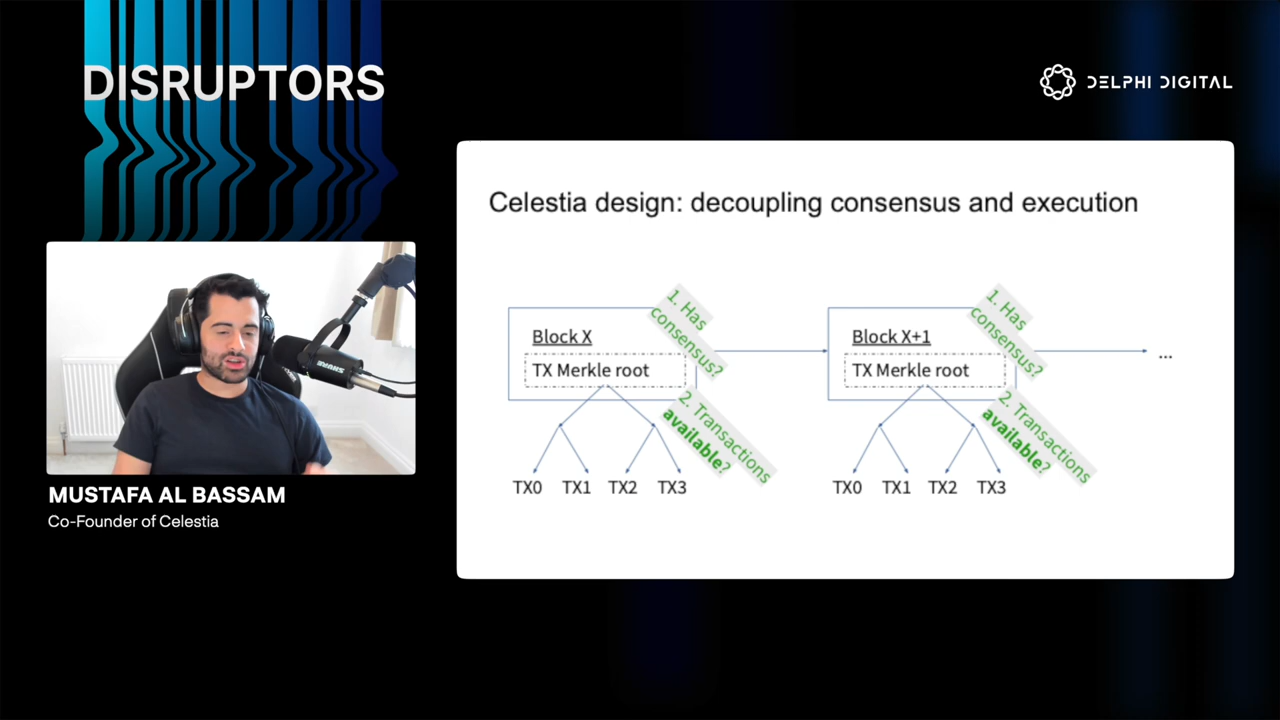 DISRUPTORS
DELPHI DIGITAL
Celestia design: decoupling consensus and execution
Block X
TX Merkle root
1. Has
consensus?
2. Transactions
available?
TX0 TX1 TX2 TX3
Block X+1
TX Merkle root
1. Has
consensus?
2. Transactions
available?
TX0 TX1 TX2 TX3
...
SHURE
MUSTAFA AL BASSAM
Co-Founder of Celestia